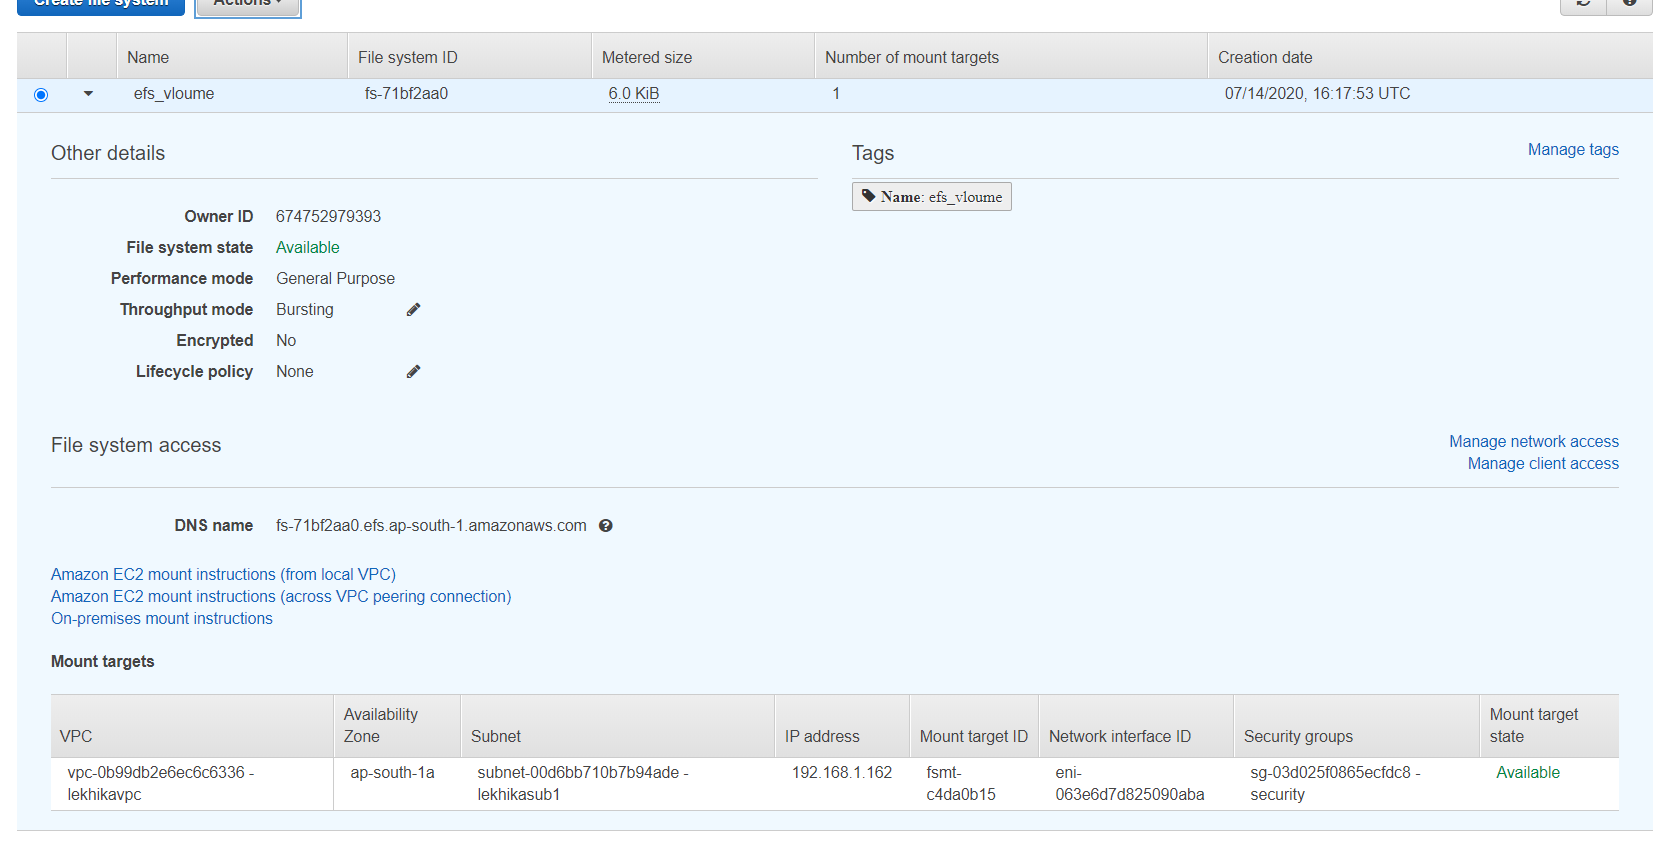 Create file system Actions
Name File system ID Metered size Number of mount targets Creation date
efs_vloume fs-71bf2aa0 6.0 KiB 1 07/14/2020, 16:17:53 UTC
Other details
Owner ID 674752979393
File system state Available
Performance mode General Purpose
Throughput mode Bursting
Encrypted No
Lifecycle policy None
Tags Manage tags
Name: efs_vloume
File system access
Manage network access
Manage client access
DNS name fs-71bf2aa0.efs.ap-south-1.amazonaws.com
Amazon EC2 mount instructions (from local VPC)
Amazon EC2 mount instructions (across VPC peering connection)
On-premises mount instructions
Mount targets
VPC Availability Zone Subnet IP address Mount target ID Network interface ID Security groups Mount target state
vpc-0b99db2e6ec6c6336 - ap-south-1a subnet-00d6bb710b7b94ade - 192.168.1.162 fsmt- eni- sg-03d025f0865ecfdc8 - Available
lekhikavpc lekhikasub1 c4da0b15 063e6d7d825090aba security